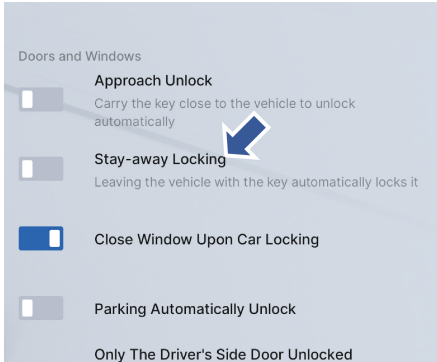 Doors and Windows
Approach Unlock
Carry the key close to the vehicle to unlock
automatically
Stay-away Locking
Leaving the vehicle with the key automatically locks it
Close Window Upon Car Locking
Parking Automatically Unlock
Only The Driver's Side Door Unlocked